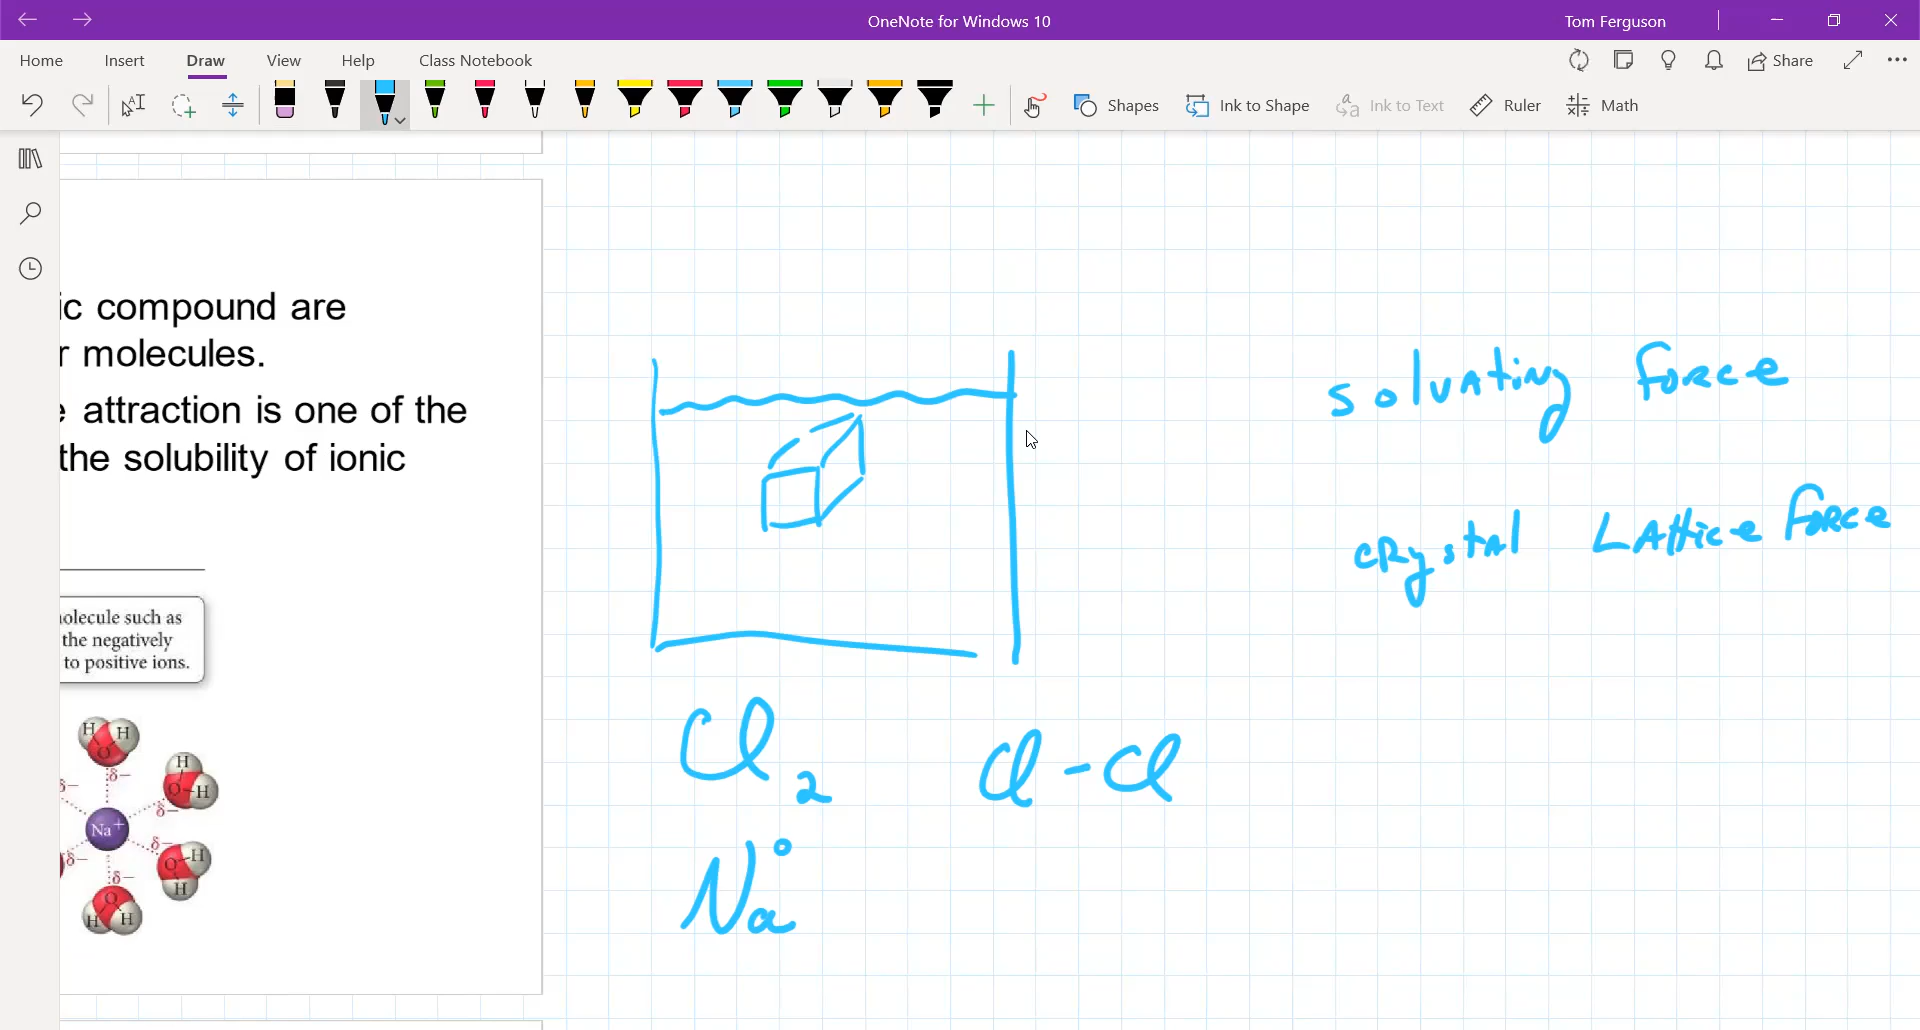 OneNote for Windows 10
Tom Ferguson
Home Insert Draw View Help Class Notebook
Share
Shapes Ink to Shape Ink to Text Ruler Math
ic compound are
r molecules.
e attraction is one of the
the solubility of ionic
olecule such as
the negatively
to positive ions.
H H
O
δ−
H
O-H
δ−
δ−
Na+
δ−
δ−
O-H
H
δ−
O
H H
solvating force
crystal Lattice force
Cl2 Cl-Cl
Na°